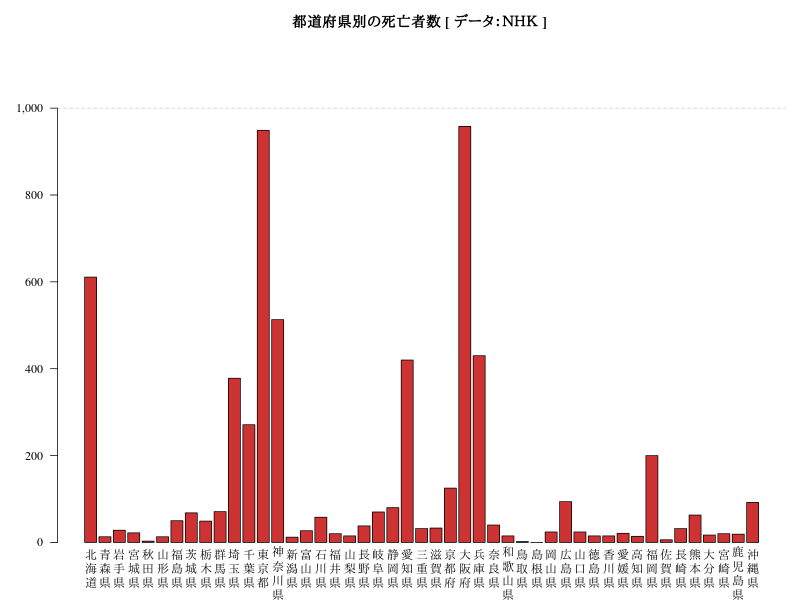 都道府県別の死亡者数 [ データ：NHK ]
1,000
800
600
400
200
0
北海道
青森県
岩手県
宮城県
秋田県
山形県
福島県
茨城県
栃木県
群馬県
埼玉県
千葉県
東京都
神奈川県
新潟県
富山県
石川県
福井県
山梨県
長野県
岐阜県
静岡県
愛知県
三重県
滋賀県
京都府
大阪府
兵庫県
奈良県
和歌山県
鳥取県
島根県
岡山県
広島県
山口県
徳島県
香川県
愛媛県
高知県
福岡県
佐賀県
長崎県
熊本県
大分県
宮崎県
鹿児島県
沖縄県